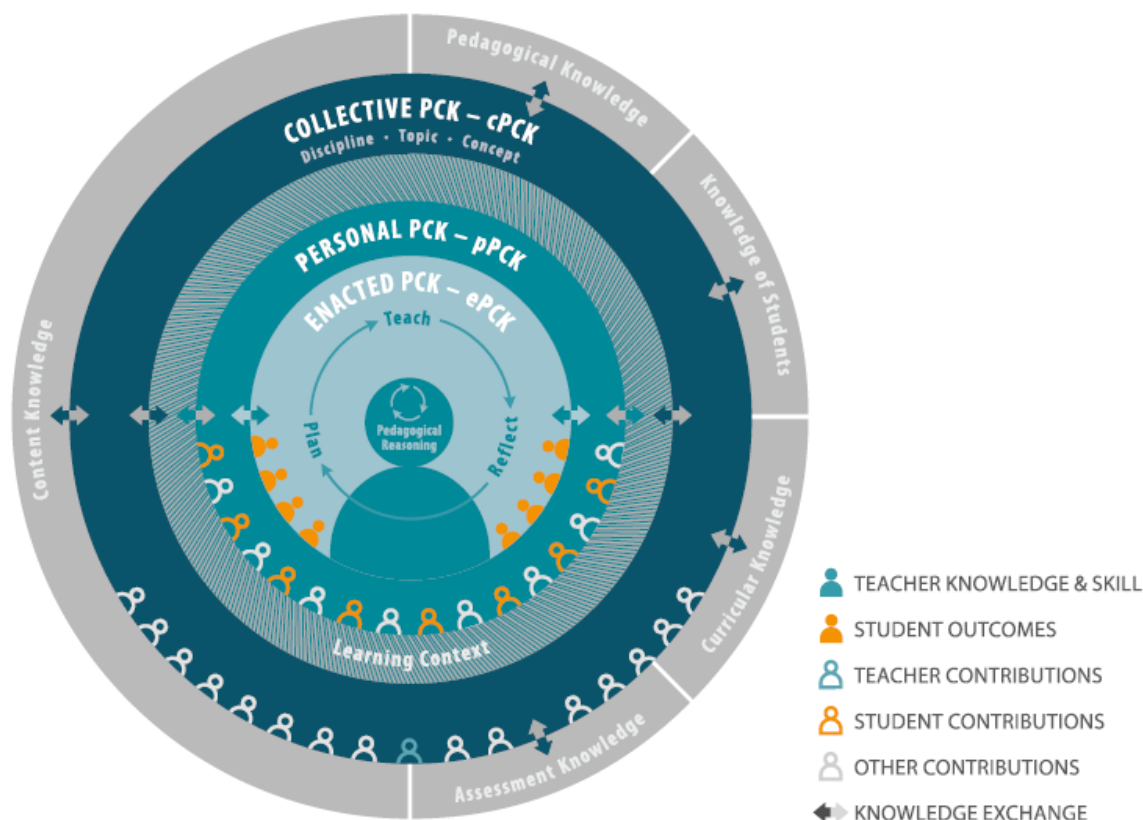 Pedagogical Knowledge
COLLECTIVE PCK – cPCK
Discipline • Topic • Concept
Knowledge of Students
PERSONAL PCK – pPCK
ENACTED PCK – ePCK
Teach
Content Knowledge
Plan
Pedagogical
Reasoning
Reflect
Curricular Knowledge
Learning Context
Assessment Knowledge
TEACHER KNOWLEDGE & SKILL
STUDENT OUTCOMES
TEACHER CONTRIBUTIONS
STUDENT CONTRIBUTIONS
OTHER CONTRIBUTIONS
KNOWLEDGE EXCHANGE